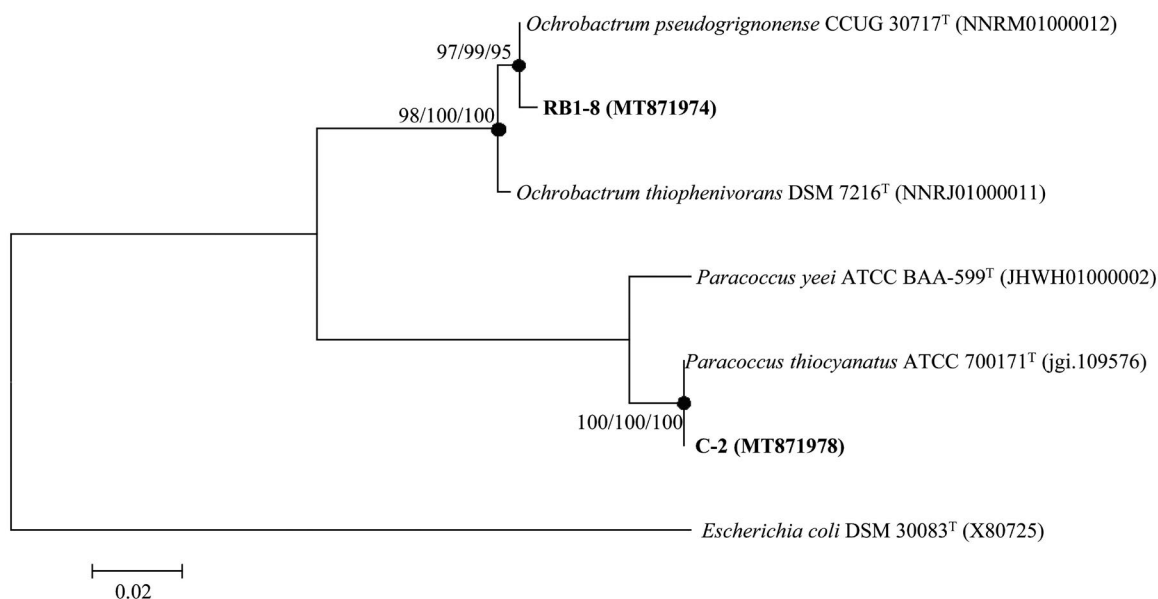 Ochrobactrum pseudogrignonense CCUG 30717ᵀ (NNRM01000012)
97/99/95
RB1-8 (MT871974)
98/100/100
Ochrobactrum thiophenivorans DSM 7216ᵀ (NNRJ01000011)
Paracoccus yeei ATCC BAA-599ᵀ (JHWH01000002)
Paracoccus thiocyanatus ATCC 700171ᵀ (jgi.109576)
100/100/100
C-2 (MT871978)
Escherichia coli DSM 30083ᵀ (X80725)
0.02